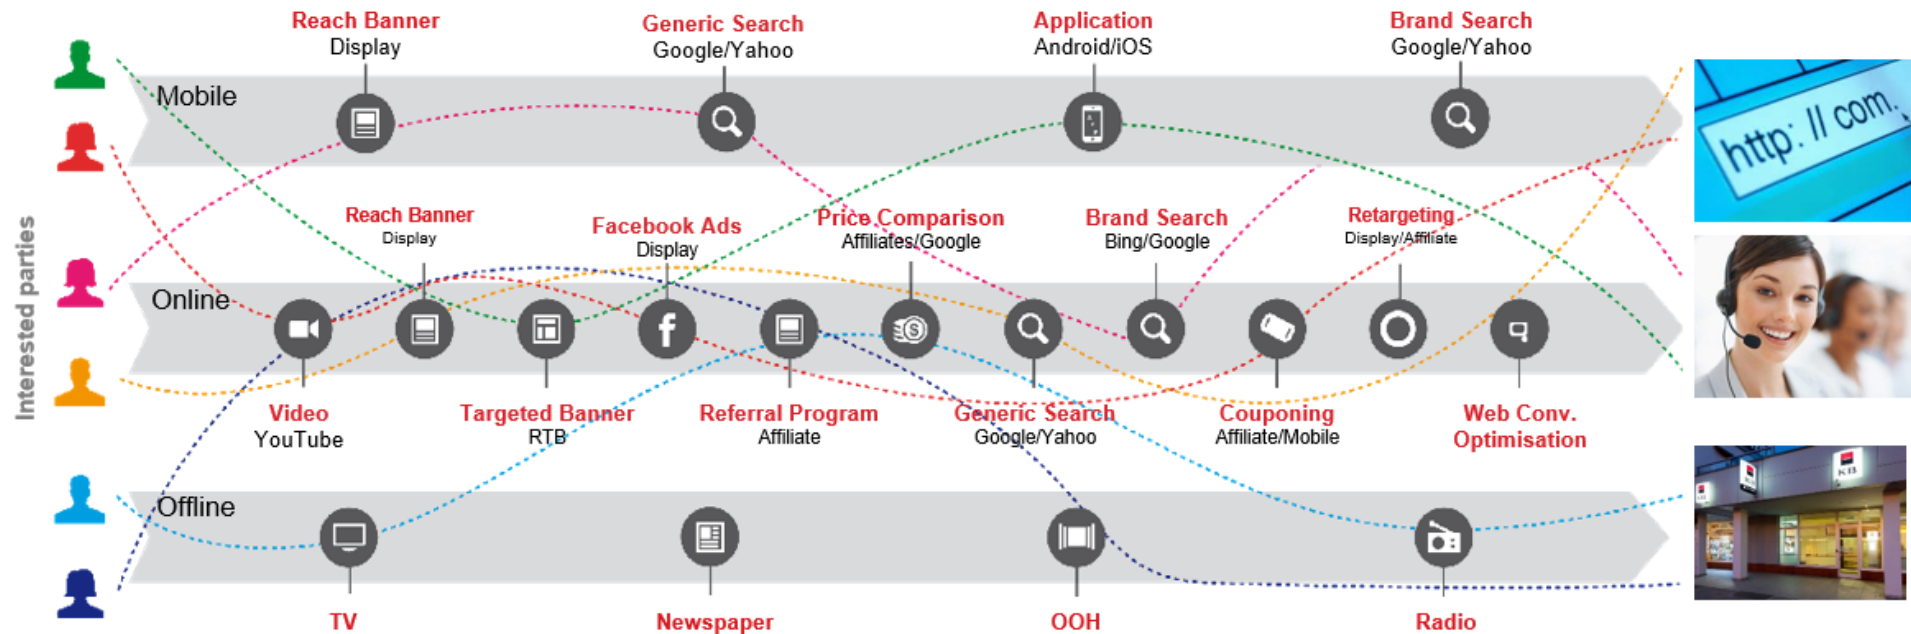 Reach Banner
Display
Generic Search
Google/Yahoo
Application
Android/iOS
Brand Search
Google/Yahoo
Mobile
http: // com.
Interested parties
Reach Banner
Display
Facebook Ads
Display
Price Comparison
Affiliates/Google
Brand Search
Bing/Google
Retargeting
Display/Affiliate
Online
Video
YouTube
Targeted Banner
RTB
Referral Program
Affiliate
Generic Search
Google/Yahoo
Couponing
Affiliate/Mobile
Web Conv.
Optimisation
KB
Offline
TV
Newspaper
OOH
Radio